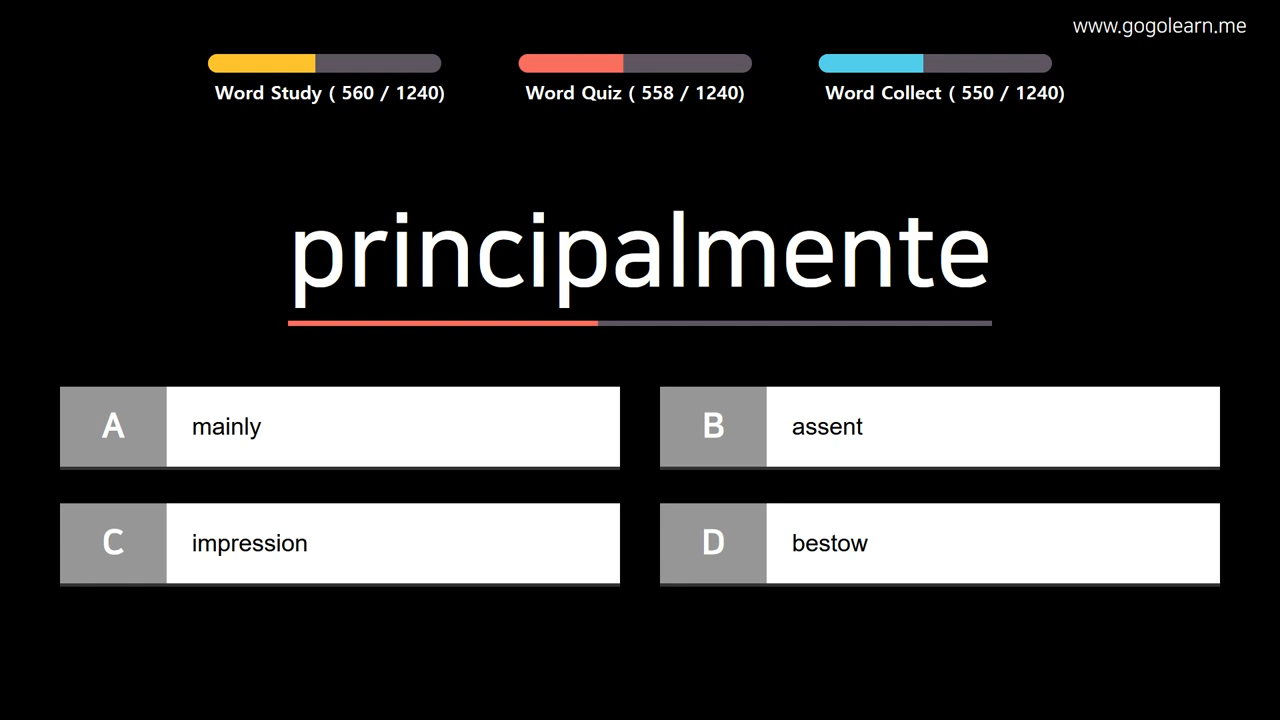 www.gogolearn.me
Word Study ( 560 / 1240)
Word Quiz ( 558 / 1240)
Word Collect ( 550 / 1240)
principalmente
A mainly
B assent
C impression
D bestow